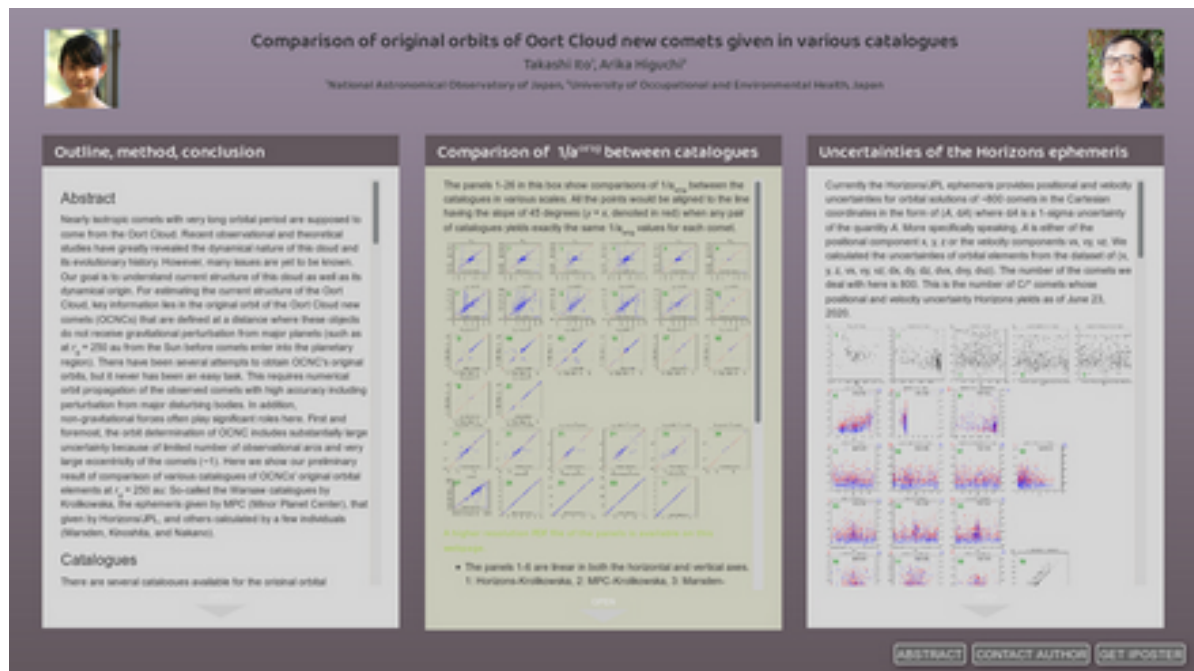 Comparison of original orbits of Oort Cloud new comets given in various catalogues
Takashi Ito¹, Arika Higuchi²
¹National Astronomical Observatory of Japan, ²University of Occupational and Environmental Health, Japan
Outline, method, conclusion
Abstract
Nearly isotropic comets with very long orbital period are supposed to
come from the Oort Cloud. Recent observational and theoretical
studies have greatly revealed the dynamical nature of this cloud and
its evolutionary history. However, many issues are yet to be known.
Our goal is to understand current structure of this cloud as well as its
dynamical origin. For estimating the current structure of the Oort
Cloud, key information lies in the original orbit of the Oort Cloud new
comets (OCNCs) that are defined at a distance where these objects
do not receive gravitational perturbation from major planets (such as
at r = 250 au from the Sun before comets enter into the planetary
region). There have been several attempts to obtain OCNC's original
orbits, but it never has been an easy task. This requires numerical
orbit propagation of the observed comets with high accuracy including
perturbation from major disturbing bodies. In addition,
non-gravitational forces often play significant roles here. First and
foremost, the orbit determination of OCNC includes substantially large
uncertainty because of limited number of observational arcs and very
large eccentricity of the comets (~1). Here we show our preliminary
result of comparison of various catalogues of OCNCs' original orbital
elements at r = 250 au: So-called the Warsaw catalogues by
Królikowska, the ephemeris given by MPC (Minor Planet Center), that
given by Horizons/JPL, and others calculated by a few individuals
(Marsden, Kinoshita, and Nakano).
Catalogues
There are several catalogues available for the original orbital
Comparison of 1/a orig between catalogues
The panels 1-26 in this box show comparisons of 1/a orig between the
catalogues in various scales. All the points would be aligned to the line
having the slope of 45 degrees (y = x, denoted in red) when any pair
of catalogues yields exactly the same 1/a orig values for each comet.
A higher resolution PDF file of the panels is available on this
• The panels 1-6 are linear in both the horizontal and vertical axes.
1: Horizons-Królikowska, 2: MPC-Królikowska, 3: Marsden-
OPEN
Uncertainties of the Horizons ephemeris
Currently the Horizons/JPL ephemeris provides positional and velocity
uncertainties for orbital solutions of ~800 comets in the Cartesian
coordinates in the form of (A, dA) where dA is a 1-sigma uncertainty
of the quantity A. More specifically speaking, A is either of the
positional component x, y, z or the velocity components vx, vy, vz. We
calculated the uncertainties of orbital elements from the dataset of (x,
y, z, vx, vy, vz, dx, dy, dz, dvx, dvy, dvz). The number of the comets we
deal with here is 800. This is the number of C/* comets whose
positional and velocity uncertainty Horizons yields as of June 23,
2020.
ABSTRACT
CONTACT AUTHOR
GET IPOSTER